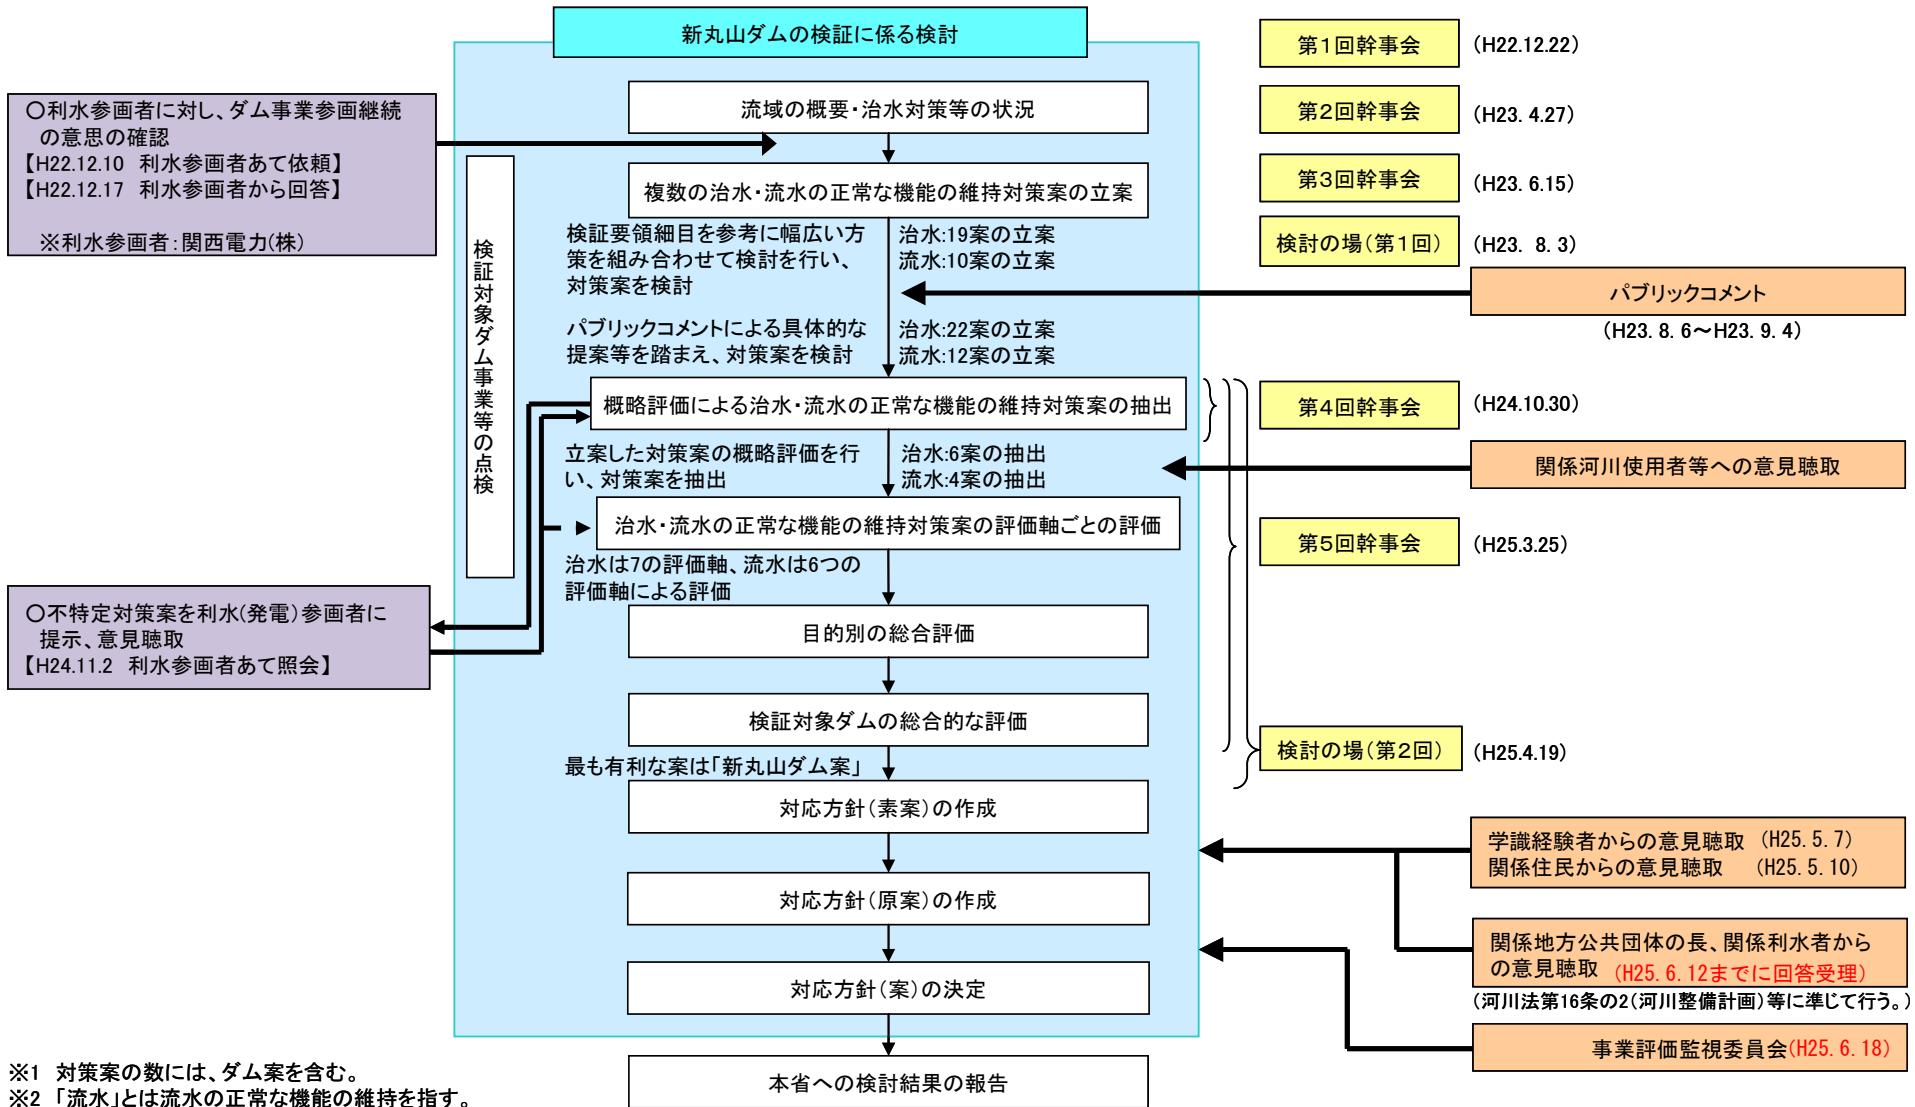 新丸山ダムの検証に係る検討
流域の概要・治水対策等の状況
複数の治水・流水の正常な機能の維持対策案の立案
検証要領細目を参考に幅広い方
策を組み合わせて検討を行い、
対策案を検討
治水:19案の立案
流水:10案の立案
パブリックコメントによる具体的な
提案等を踏まえ、対策案を検討
治水:22案の立案
流水:12案の立案
概略評価による治水・流水の正常な機能の維持対策案の抽出
立案した対策案の概略評価を行
い、対策案を抽出
治水:6案の抽出
流水:4案の抽出
治水・流水の正常な機能の維持対策案の評価軸ごとの評価
治水は7の評価軸、流水は6つの
評価軸による評価
目的別の総合評価
検証対象ダムの総合的な評価
最も有利な案は「新丸山ダム案」
対応方針(素案)の作成
対応方針(原案)の作成
対応方針(案)の決定
本省への検討結果の報告
検証対象ダム事業等の点検
〇利水参画者に対し、ダム事業参画継続
の意思の確認
【H22.12.10 利水参画者あて依頼】
【H22.12.17 利水参画者から回答】
※利水参画者:関西電力(株)
〇不特定対策案を利水(発電)参画者に
提示、意見聴取
【H24.11.2 利水参画者あて照会】
第1回幹事会 (H22.12.22)
第2回幹事会 (H23. 4.27)
第3回幹事会 (H23. 6.15)
検討の場(第1回) (H23. 8. 3)
パブリックコメント
(H23. 8. 6～H23. 9. 4)
第4回幹事会 (H24.10.30)
関係河川使用者等への意見聴取
第5回幹事会 (H25.3.25)
検討の場(第2回) (H25.4.19)
学識経験者からの意見聴取 (H25. 5. 7)
関係住民からの意見聴取 (H25. 5. 10)
関係地方公共団体の長、関係利水者から
の意見聴取 (H25. 6. 12までに回答受理)
(河川法第16条の2(河川整備計画)等に準じて行う。)
事業評価監視委員会(H25. 6. 18)
※1 対策案の数には、ダム案を含む。
※2 「流水」とは流水の正常な機能の維持を指す。